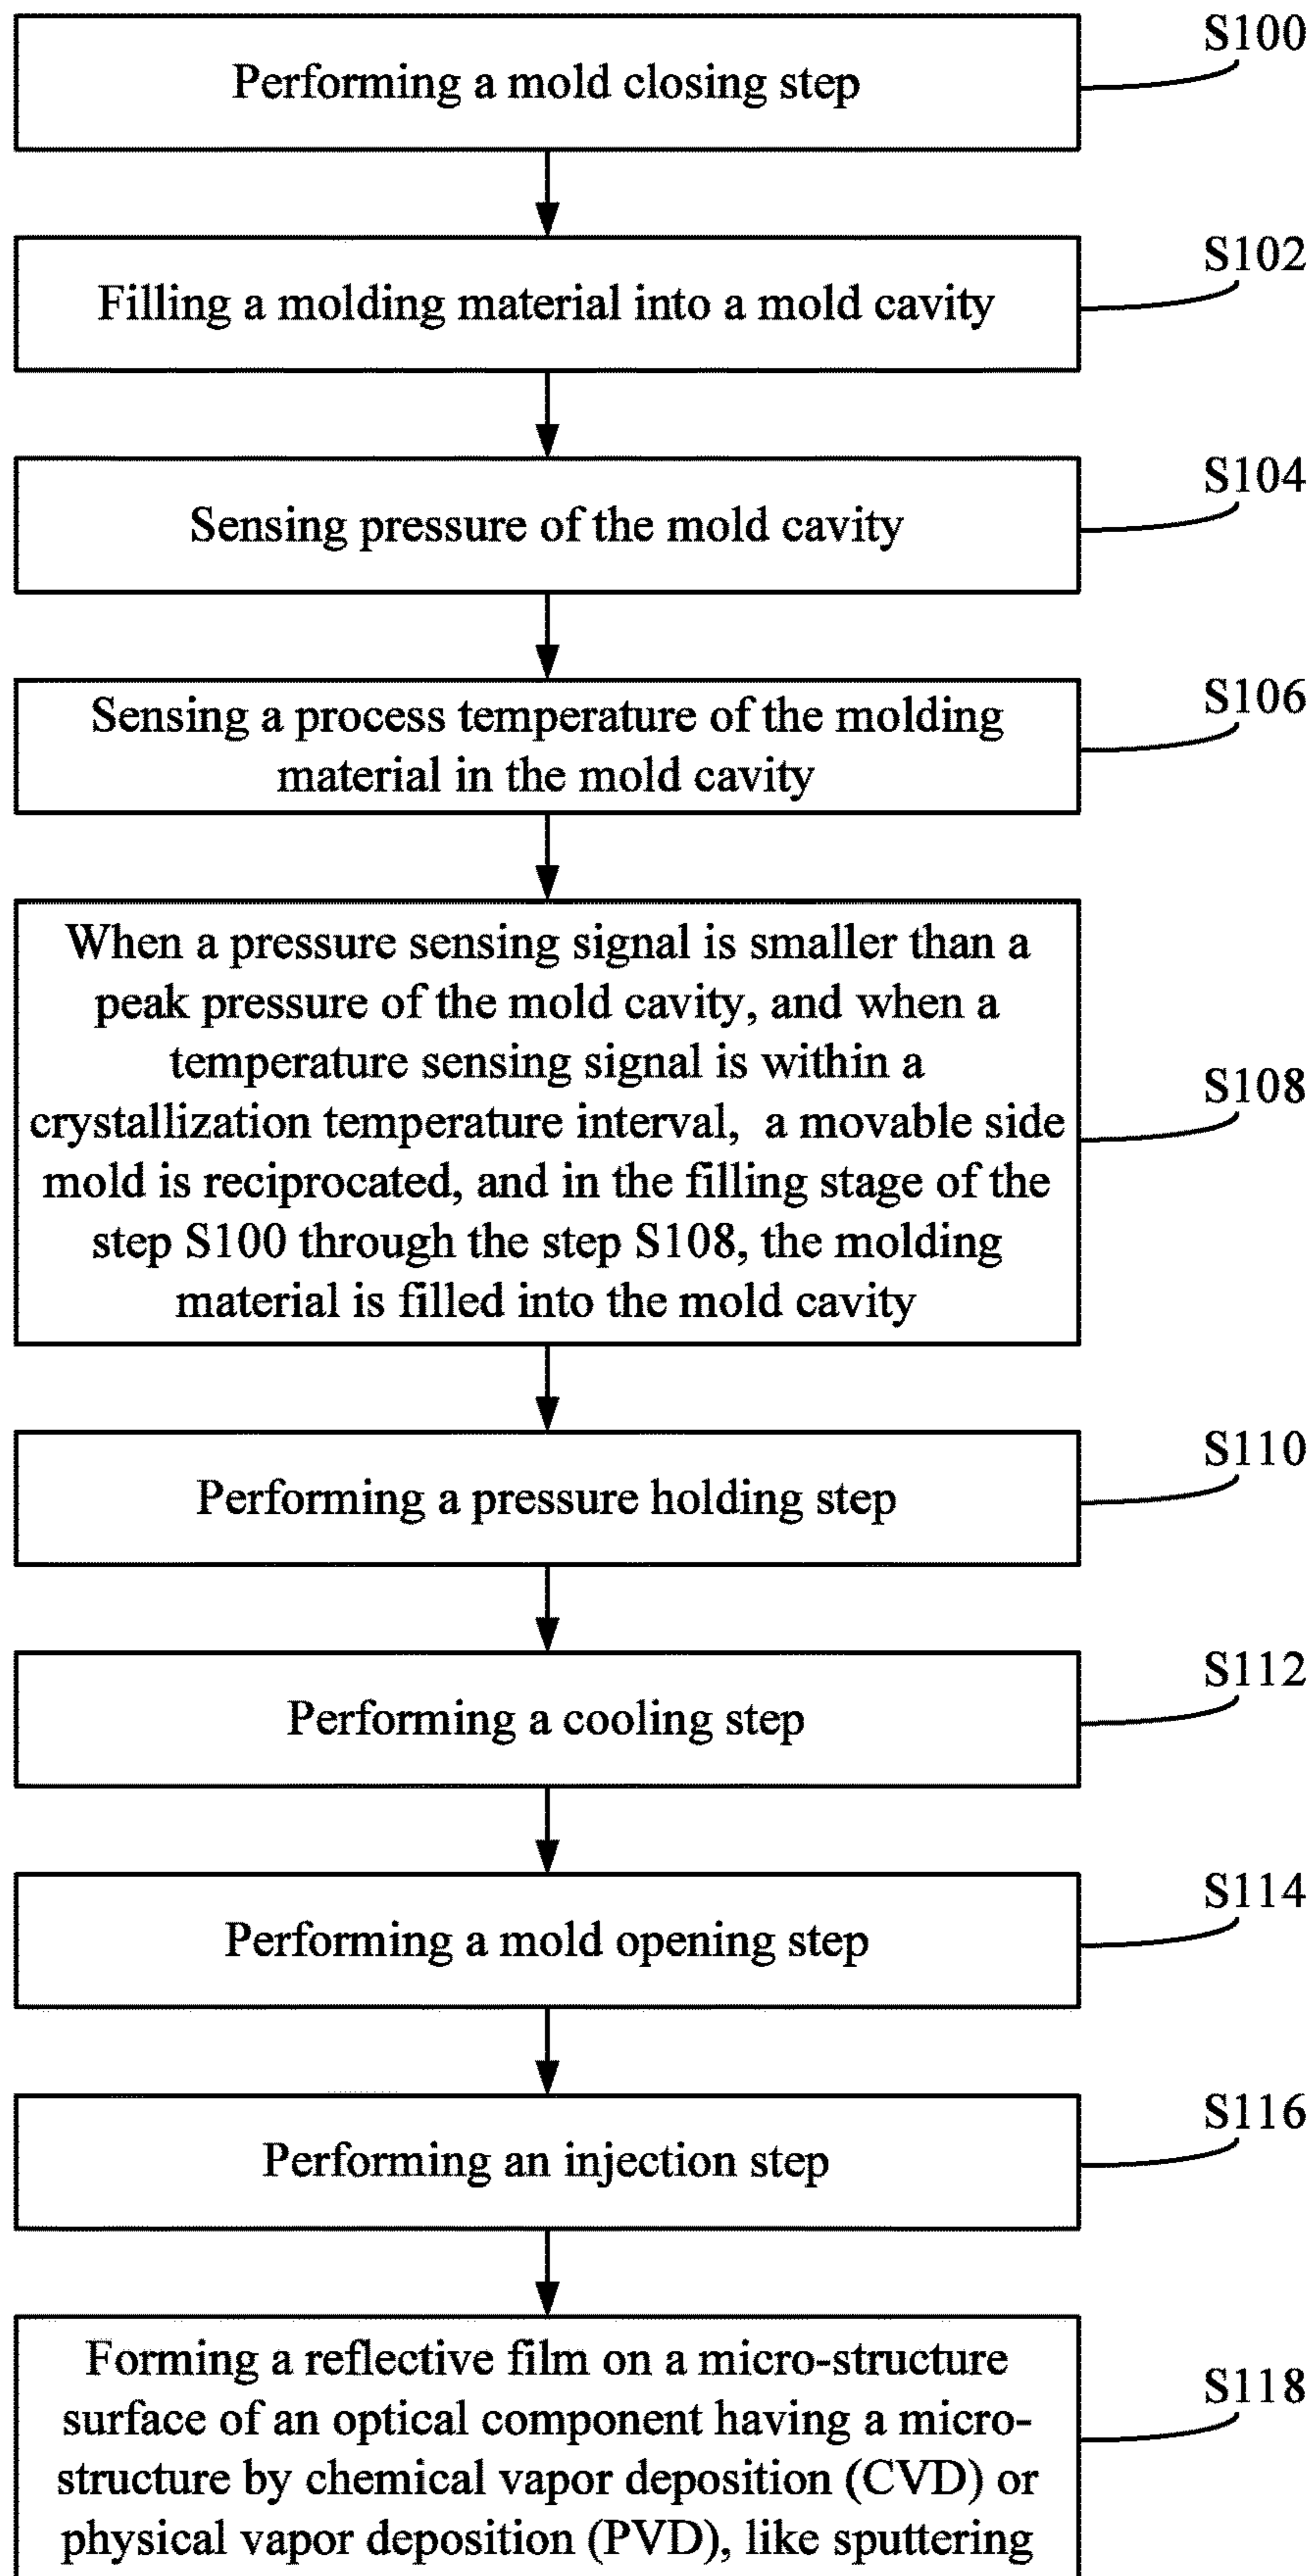 Performing a mold closing step
S100
Filling a molding material into a mold cavity
S102
Sensing pressure of the mold cavity
S104
Sensing a process temperature of the molding
material in the mold cavity
S106
When a pressure sensing signal is smaller than a
peak pressure of the mold cavity, and when a
temperature sensing signal is within a
crystallization temperature interval, a movable side
mold is reciprocated, and in the filling stage of the
step S100 through the step S108, the molding
material is filled into the mold cavity
S108
Performing a pressure holding step
S110
Performing a cooling step
S112
Performing a mold opening step
S114
Performing an injection step
S116
Forming a reflective film on a micro-structure
surface of an optical component having a micro-
structure by chemical vapor deposition (CVD) or
physical vapor deposition (PVD), like sputtering
S118